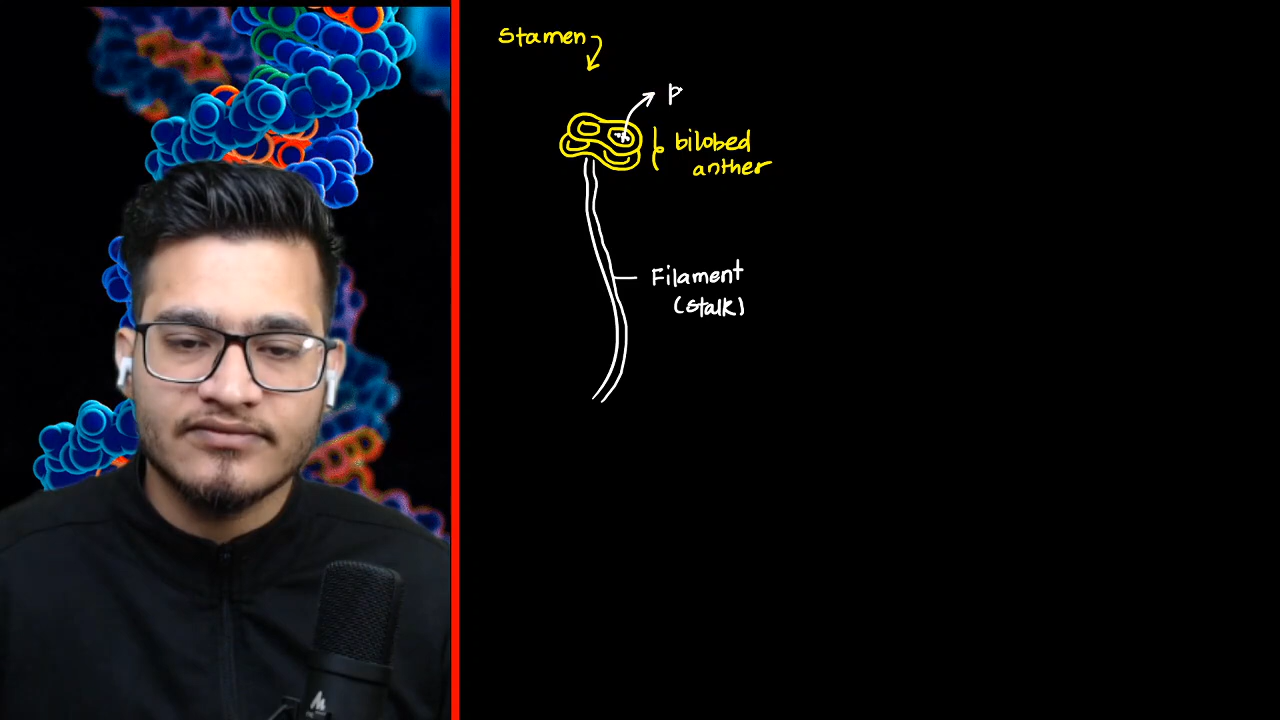 Stamen
P
bilobed
anther
Filament
(stalk)